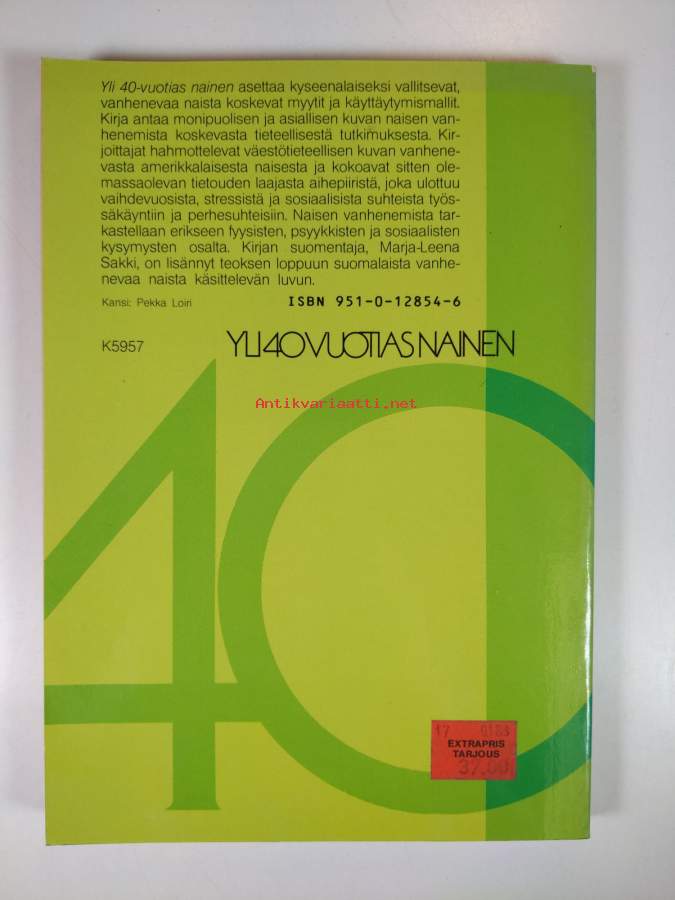 Yli 40-vuotias nainen asettaa kyseenalaiseksi vallitsevat,
vanhenevaa naista koskevat myytit ja käyttäytymismallit.
Kirja antaa monipuolisen ja asiallisen kuvan naisen van-
henemista koskevasta tieteellisestä tutkimuksesta. Kir-
joittajat hahmottelevat väestötieteellisen kuvan vanhene-
vasta amerikkalaisesta naisesta ja kokoavat sitten ole-
massaolevan tietouden laajasta aihepiiristä, joka ulottuu
vaihdevuosista, stressistä ja sosiaalisista suhteista työs-
säkäyntiin ja perhesuhteisiin. Naisen vanhenemista tar-
kastellaan erikseen fyysisten, psyykkisten ja sosiaalisten
kysymysten osalta. Kirjan suomentaja, Marja-Leena
Sakki, on lisännyt teoksen loppuun suomalaista vanhe-
nevaa naista käsittelevän luvun.
Kansi: Pekka Loiri ISBN 951-0-12854-6
K5957 YLI 40 VUOTIAS NAINEN
Antikvariaatti.net
40
17
EXTRAPRIS
TARJOUS
37.00